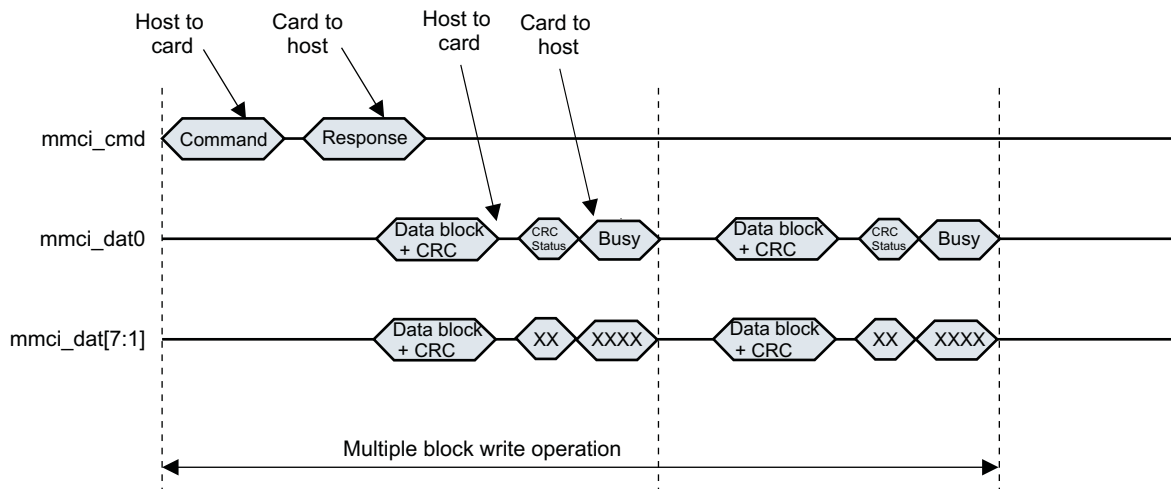 Host to
card
Card to
host
Host to
card
Card to
host
mmci_cmd
Command
Response
mmci_dat0
Data block
+ CRC
CRC
Status
Busy
Data block
+ CRC
CRC
Status
Busy
mmci_dat[7:1]
Data block
+ CRC
XX
XXXX
Data block
+ CRC
XX
XXXX
Multiple block write operation